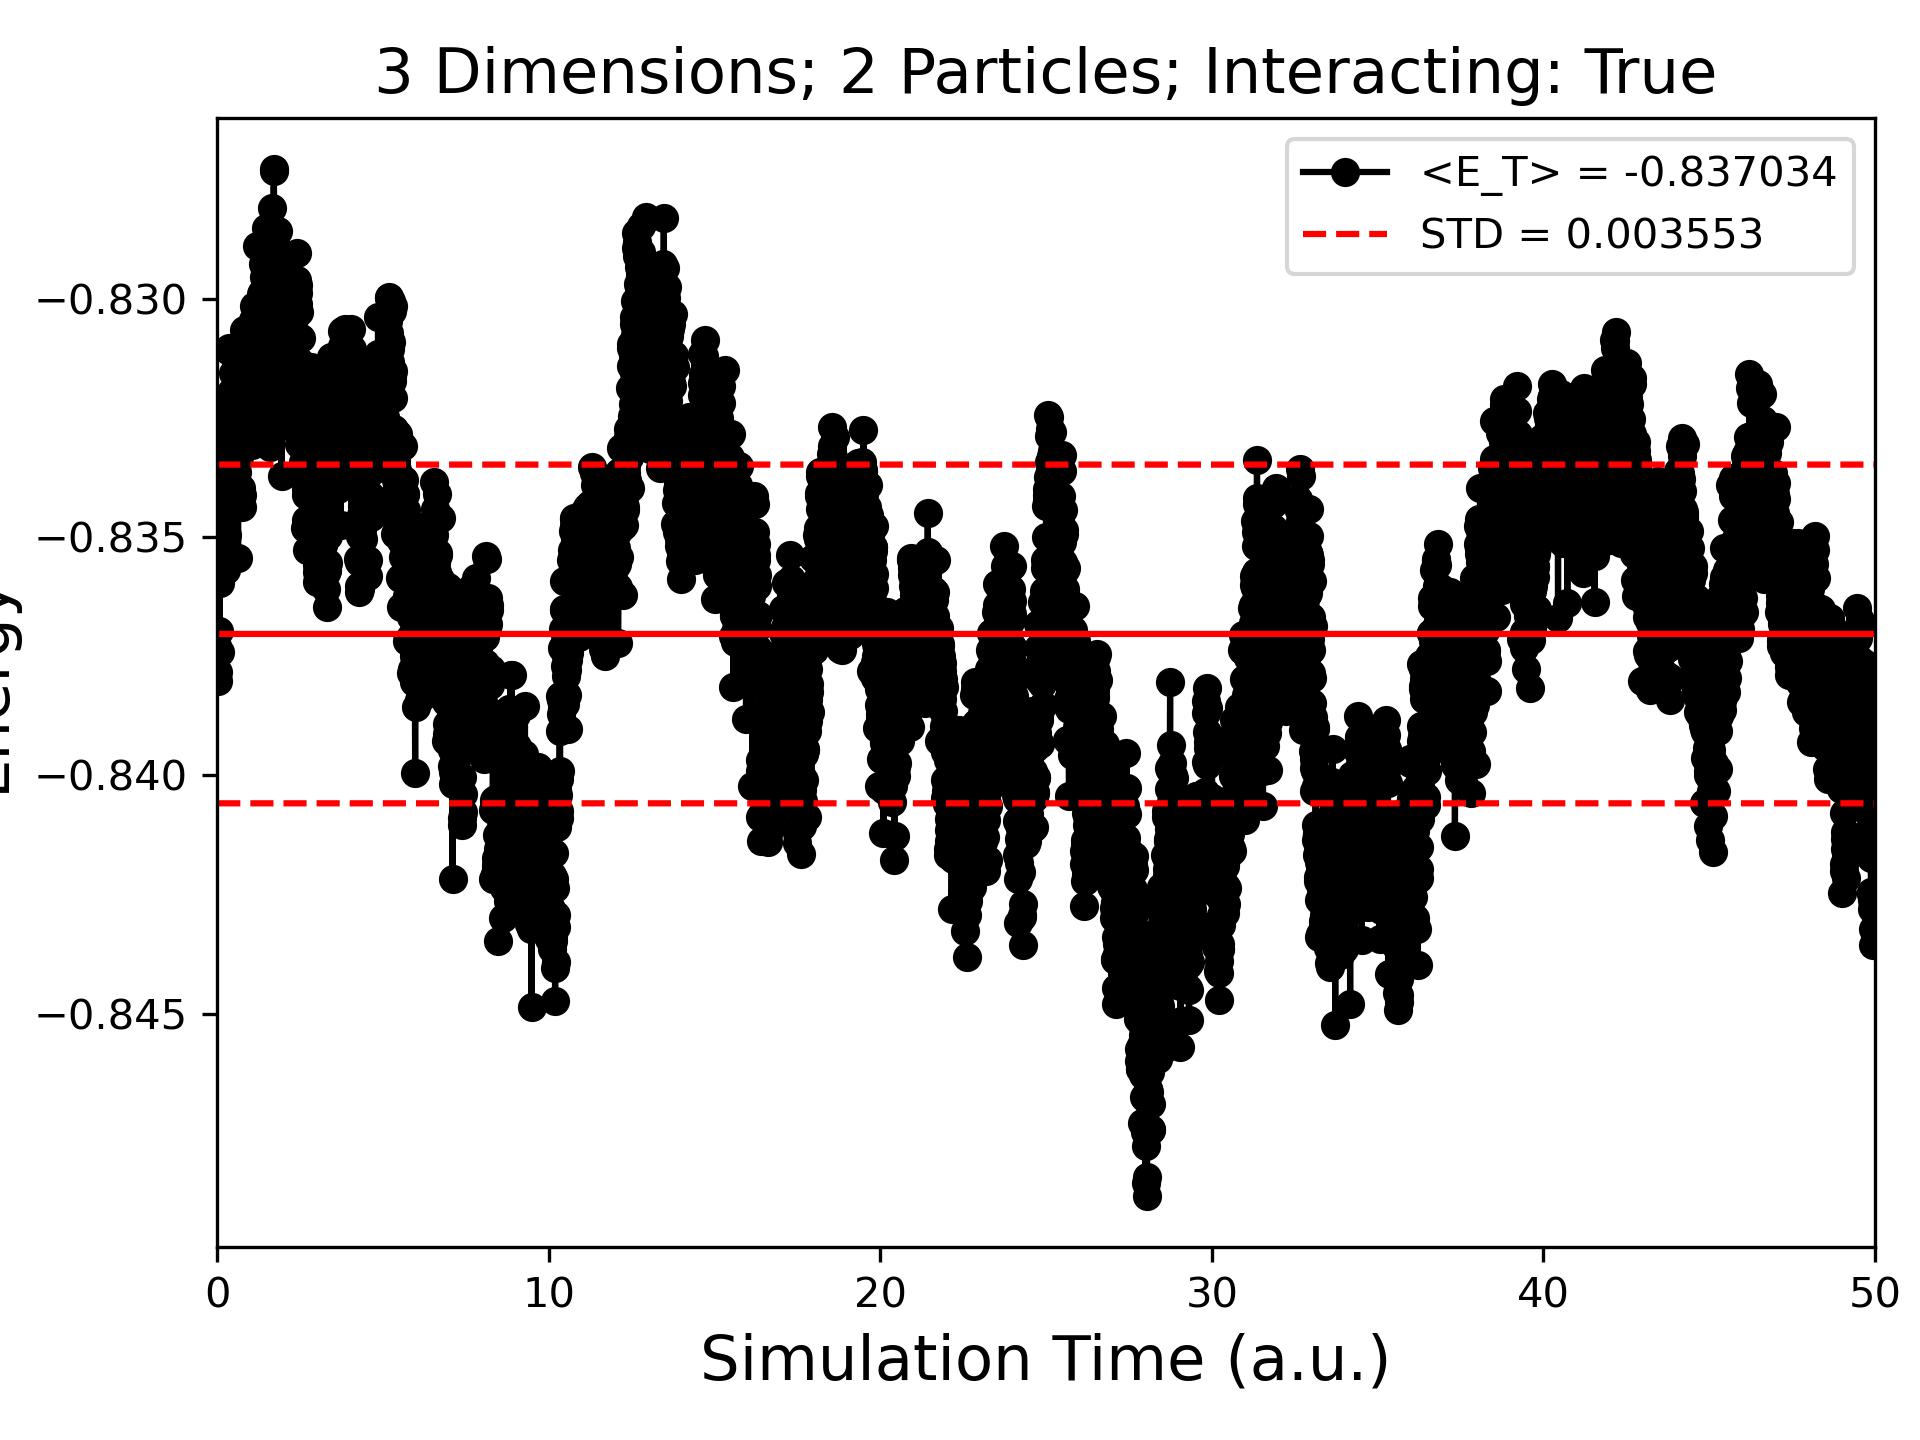 3 Dimensions; 2 Particles; Interacting: True
<E_T> = -0.837034
STD = 0.003553
−0.830
−0.835
−0.840
−0.845
Energy
0 10 20 30 40 50
Simulation Time (a.u.)